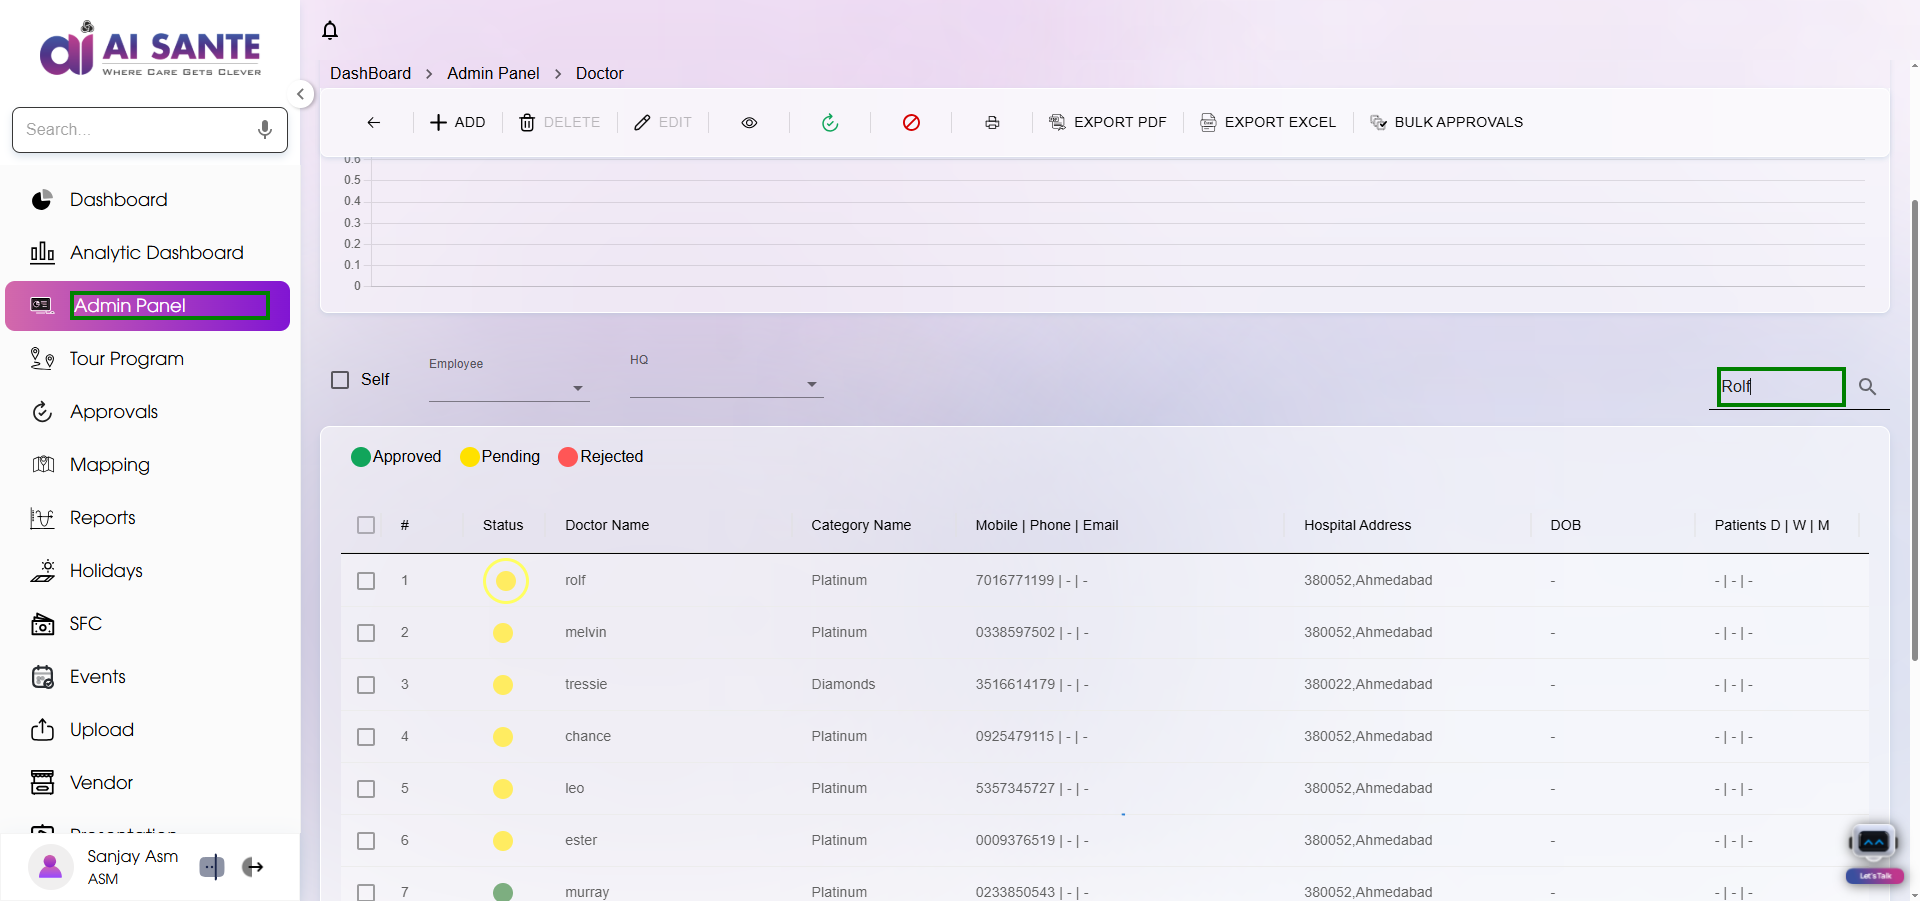 ai AI SANTE
WHERE CARE GETS CLEVER
Search...
Dashboard
Analytic Dashboard
Admin Panel
Tour Program
Approvals
Mapping
Reports
Holidays
SFC
Events
Upload
Vendor
Presentation
Sanjay Asm
ASM
DashBoard > Admin Panel > Doctor
ADD DELETE EDIT EXPORT PDF EXPORT EXCEL BULK APPROVALS
0.6
0.5
0.4
0.3
0.2
0.1
0
Self Employee HQ Rolf
Approved Pending Rejected
# Status Doctor Name Category Name Mobile | Phone | Email Hospital Address DOB Patients D | W | M
1 rolf Platinum 7016771199 | - | - 380052,Ahmedabad - - | - | -
2 melvin Platinum 0338597502 | - | - 380052,Ahmedabad - - | - | -
3 tressie Diamonds 3516614179 | - | - 380022,Ahmedabad - - | - | -
4 chance Platinum 0925479115 | - | - 380052,Ahmedabad - - | - | -
5 leo Platinum 5357345727 | - | - 380052,Ahmedabad - - | - | -
6 ester Platinum 0009376519 | - | - 380052,Ahmedabad - - | - | -
7 murray Platinum 0233850543 | - | - 380052,Ahmedabad - - | - | -
Let's Talk